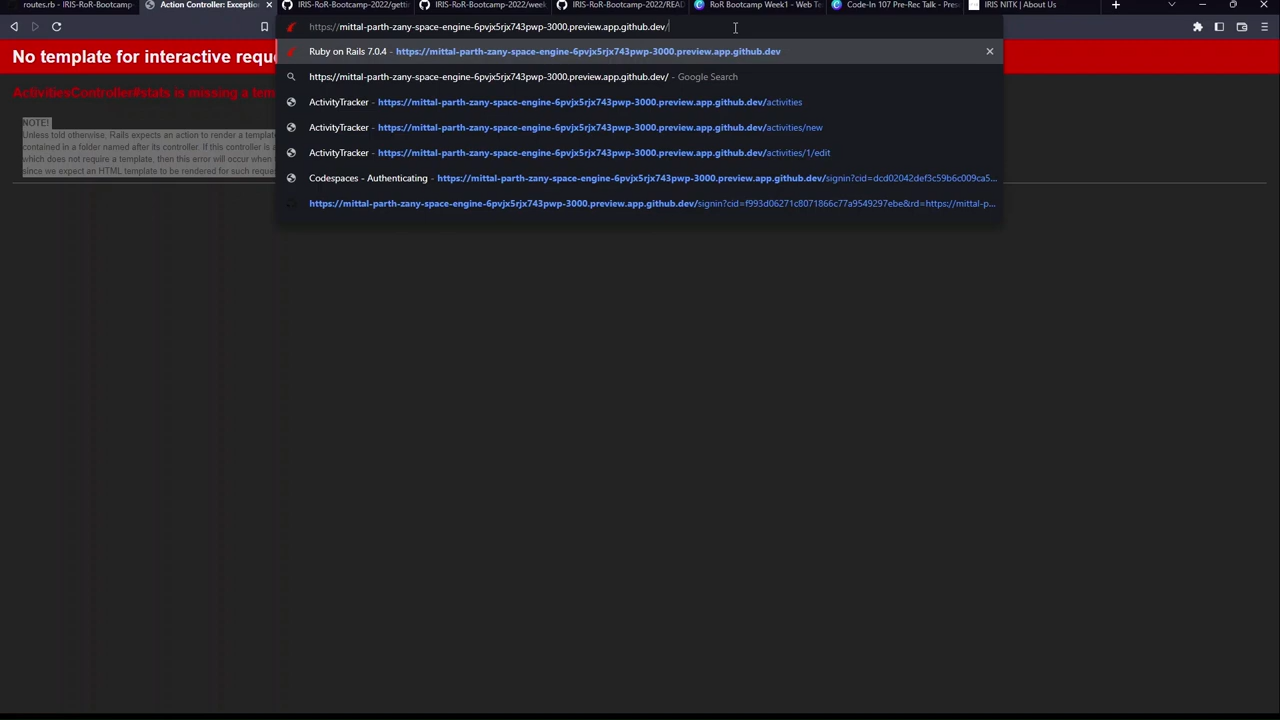 routes.rb - IRIS-RoR-Bootcamp-
Action Controller: Exceptio
IRIS-RoR-Bootcamp-2022/getti
IRIS-RoR-Bootcamp-2022/week
IRIS-RoR-Bootcamp-2022/READ
RoR Bootcamp Week1 - Web Te
Code-In 107 Pre-Rec Talk - Pres
IRIS NITK | About Us
https://mittal-parth-zany-space-engine-6pvjx5rjx743pwp-3000.preview.app.github.dev/
No template for interactive reque
Ruby on Rails 7.0.4 - https://mittal-parth-zany-space-engine-6pvjx5rjx743pwp-3000.preview.app.github.dev
https://mittal-parth-zany-space-engine-6pvjx5rjx743pwp-3000.preview.app.github.dev/ - Google Search
ActivitiesController#stats is missing a tem
ActivityTracker - https://mittal-parth-zany-space-engine-6pvjx5rjx743pwp-3000.preview.app.github.dev/activities
ActivityTracker - https://mittal-parth-zany-space-engine-6pvjx5rjx743pwp-3000.preview.app.github.dev/activities/new
ActivityTracker - https://mittal-parth-zany-space-engine-6pvjx5rjx743pwp-3000.preview.app.github.dev/activities/1/edit
Codespaces - Authenticating - https://mittal-parth-zany-space-engine-6pvjx5rjx743pwp-3000.preview.app.github.dev/signin?cid=dcd02042def3c59b6c009ca5...
https://mittal-parth-zany-space-engine-6pvjx5rjx743pwp-3000.preview.app.github.dev/signin?cid=f993d06271c8071866c77a9549297ebe&rd=https://mittal-p...
NOTE!
Unless told otherwise, Rails expects an action to render a template
contained in a folder named after its controller. If this controller is a
which does not require a template, then this error will occur when
since we expect an HTML template to be rendered for such reque